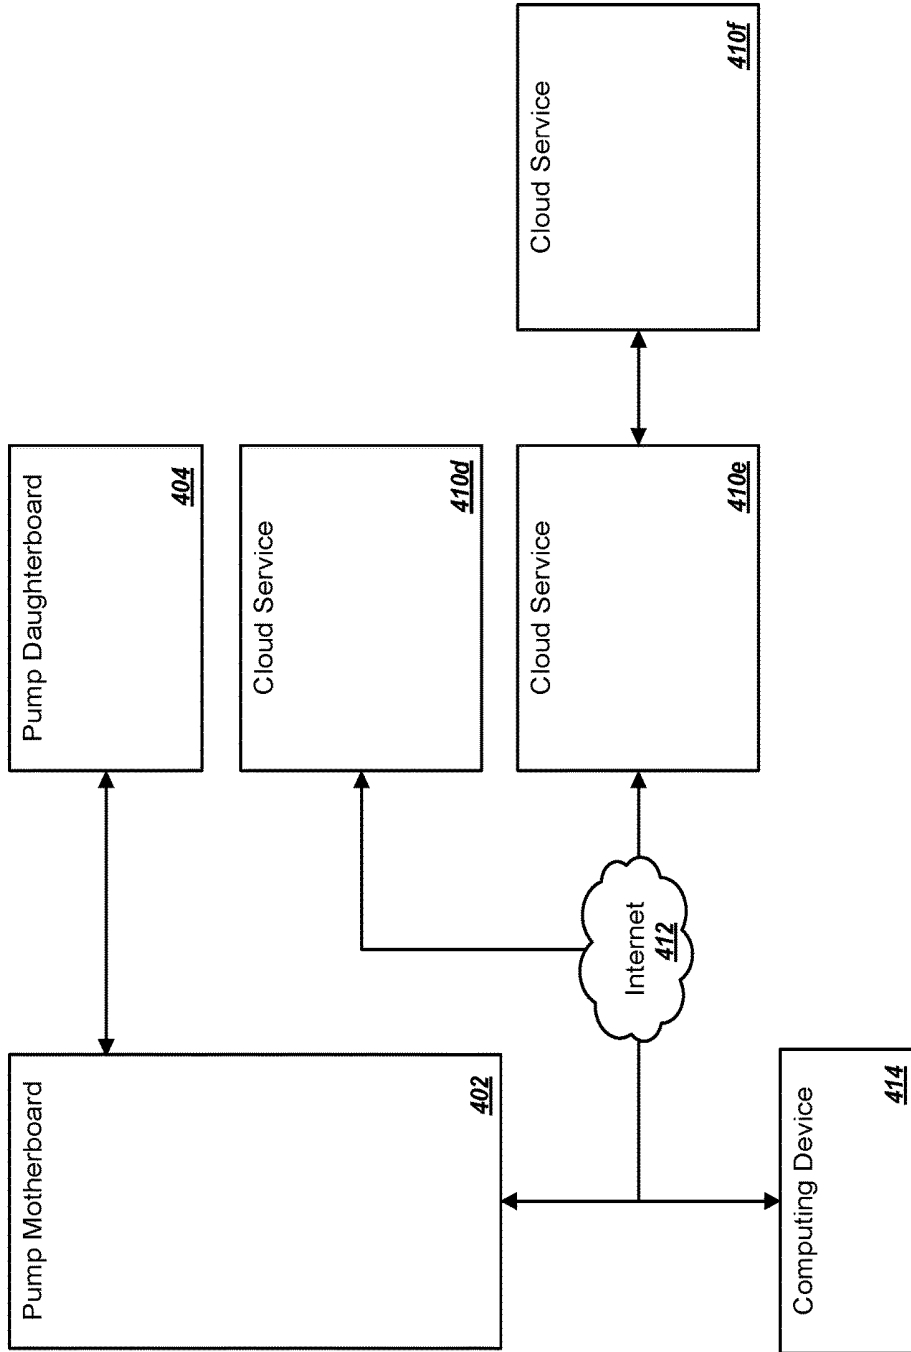 Pump Motherboard
402
Pump Daughterboard
404
Cloud Service
410d
Internet
412
Cloud Service
410e
Cloud Service
410f
Computing Device
414